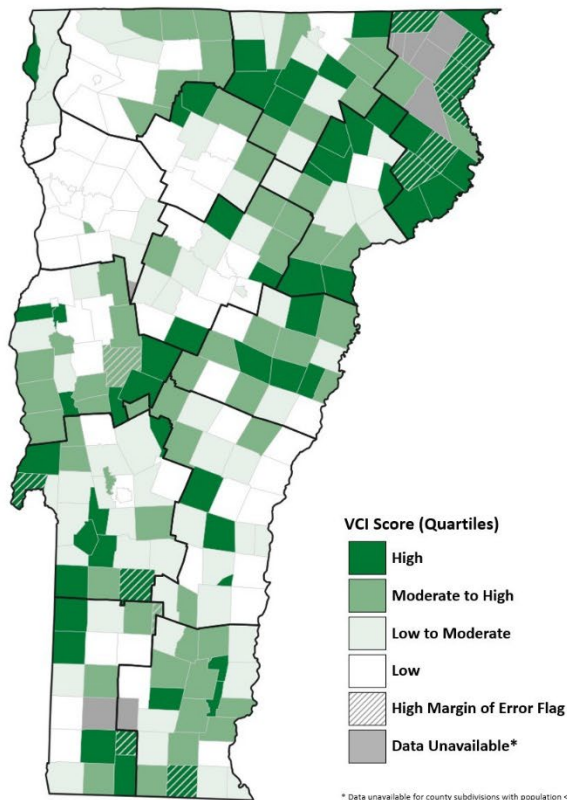 VCI Score (Quartiles)
High
Moderate to High
Low to Moderate
Low
High Margin of Error Flag
Data Unavailable*
* Data unavailable for county subdivisions with population <